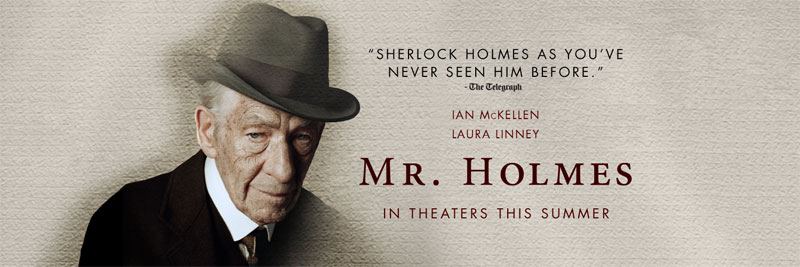 “SHERLOCK HOLMES AS YOU’VE
NEVER SEEN HIM BEFORE.”
- The Telegraph
IAN McKELLEN
LAURA LINNEY
MR. HOLMES
IN THEATERS THIS SUMMER